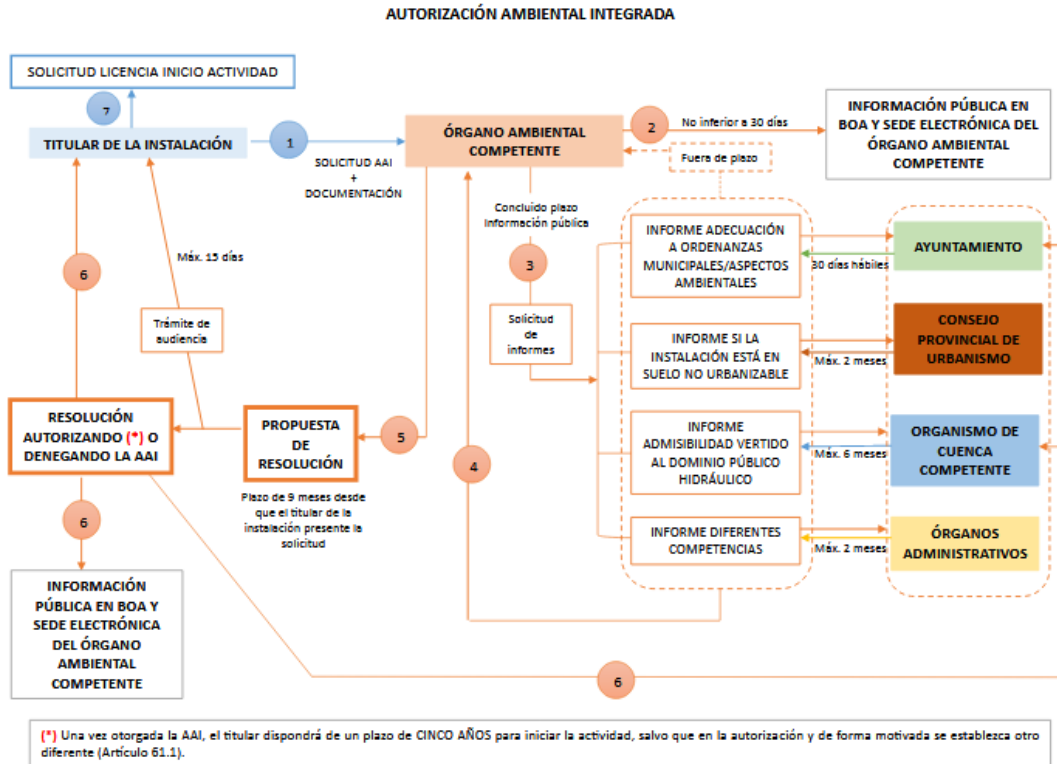 AUTORIZACIÓN AMBIENTAL INTEGRADA
SOLICITUD LICENCIA INICIO ACTIVIDAD
7
TITULAR DE LA INSTALACIÓN
1
SOLICITUD AAI
+
DOCUMENTACIÓN
ÓRGANO AMBIENTAL
COMPETENTE
2
No inferior a 30 días
INFORMACIÓN PÚBLICA EN
BOA Y SEDE ELECTRÓNICA DEL
ÓRGANO AMBIENTAL
COMPETENTE
Fuera de plazo
Concluido plazo
Información pública
3
Solicitud
de
informes
INFORME ADECUACIÓN
A ORDENANZAS
MUNICIPALES/ASPECTOS
AMBIENTALES
30 días hábiles
AYUNTAMIENTO
INFORME SI LA
INSTALACIÓN ESTÁ EN
SUELO NO URBANIZABLE
Máx. 2 meses
CONSEJO
PROVINCIAL DE
URBANISMO
INFORME
ADMISIBILIDAD VERTIDO
AL DOMINIO PÚBLICO
HIDRÁULICO
Máx. 6 meses
ORGANISMO DE
CUENCA
COMPETENTE
INFORME DIFERENTES
COMPETENCIAS
Máx. 2 meses
ÓRGANOS
ADMINISTRATIVOS
4
5
PROPUESTA
DE
RESOLUCIÓN
Plazo de 9 meses desde
que el titular de la
instalación presente la
solicitud
6
Máx. 15 días
Trámite de
audiencia
RESOLUCIÓN
AUTORIZANDO (*) O
DENEGANDO LA AAI
6
INFORMACIÓN
PÚBLICA EN BOA Y
SEDE ELECTRÓNICA
DEL ÓRGANO
AMBIENTAL
COMPETENTE
6
(*) Una vez otorgada la AAI, el titular dispondrá de un plazo de CINCO AÑOS para iniciar la actividad, salvo que en la autorización y de forma motivada se establezca otro
diferente (Artículo 61.1).